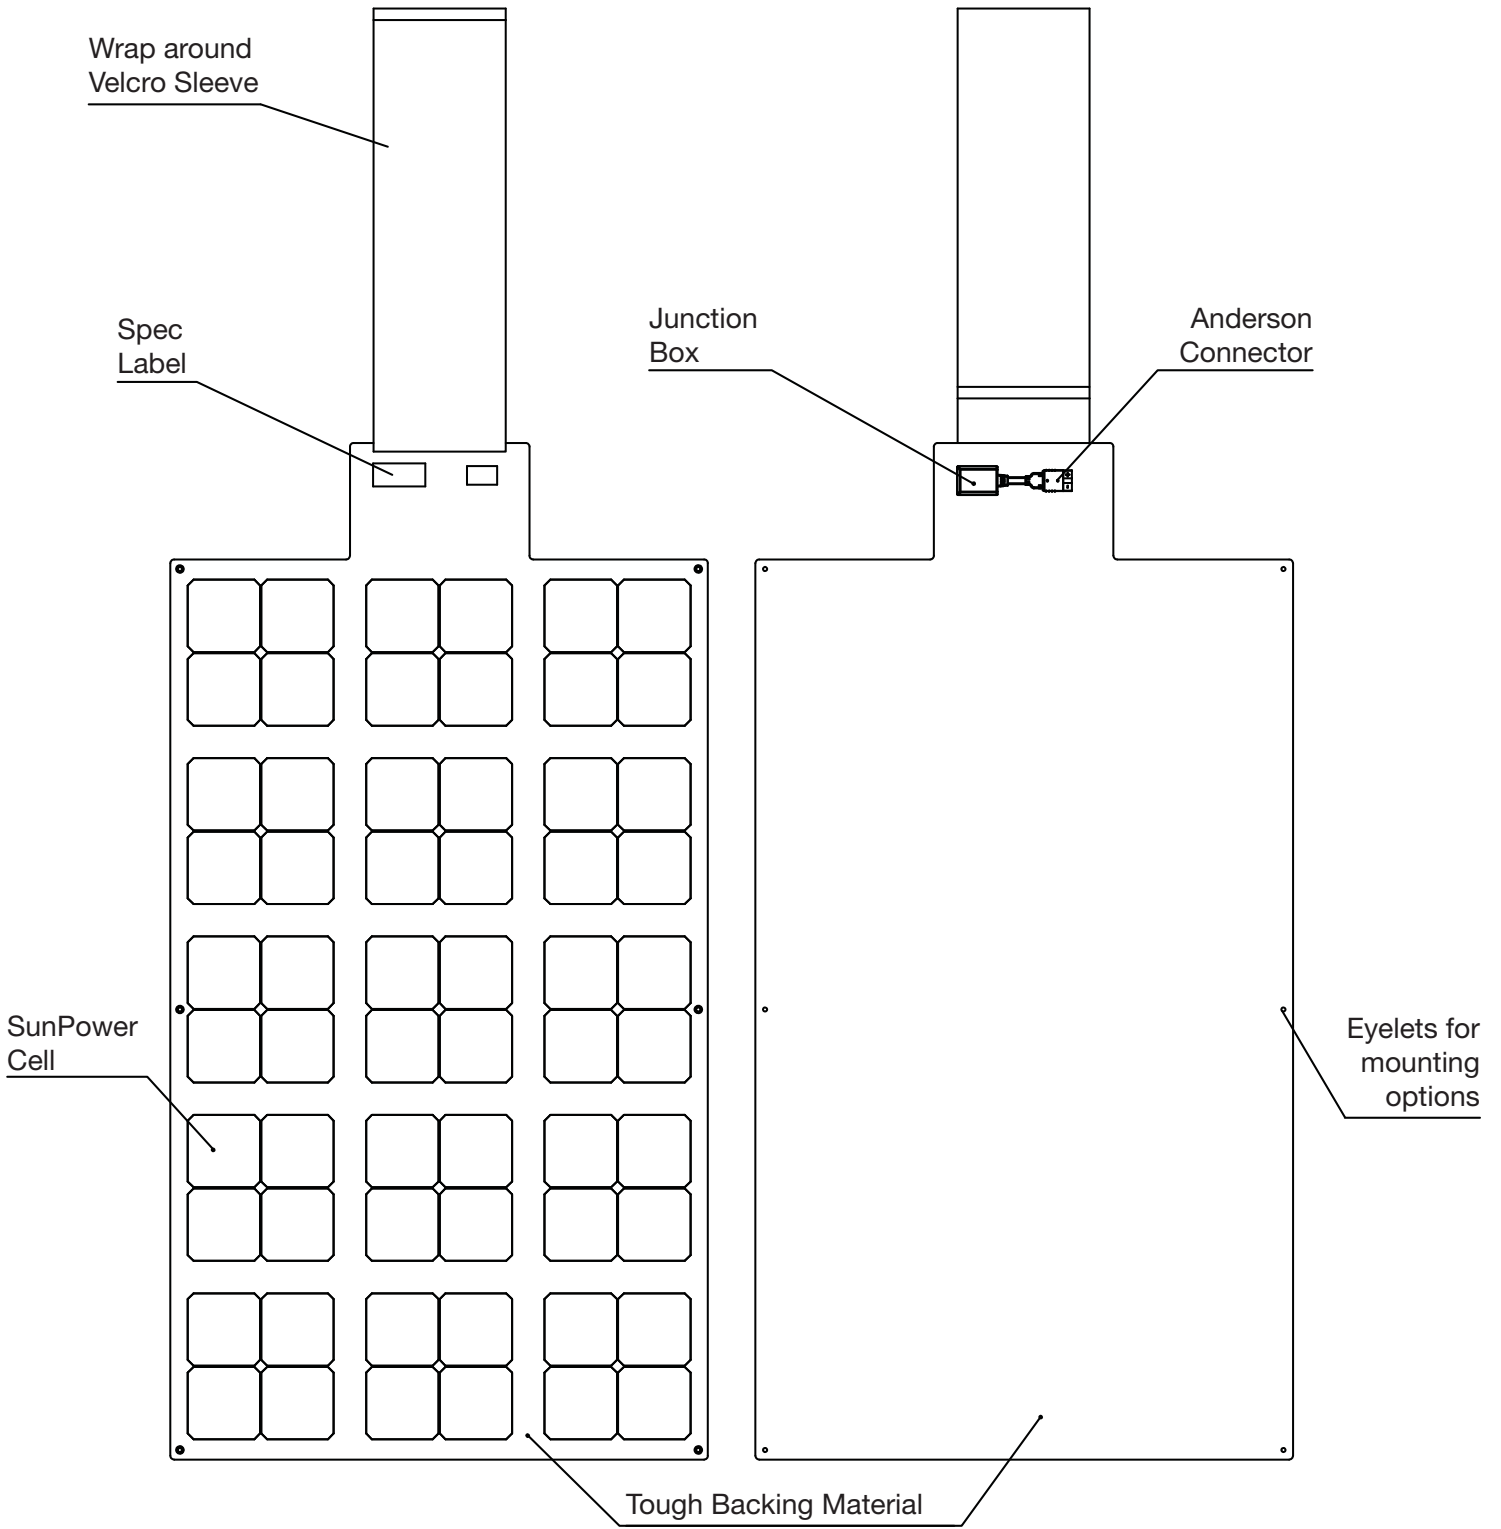 Wrap around
Velcro Sleeve
Spec
Label
Junction
Box
Anderson
Connector
SunPower
Cell
Eyelets for
mounting
options
Tough Backing Material